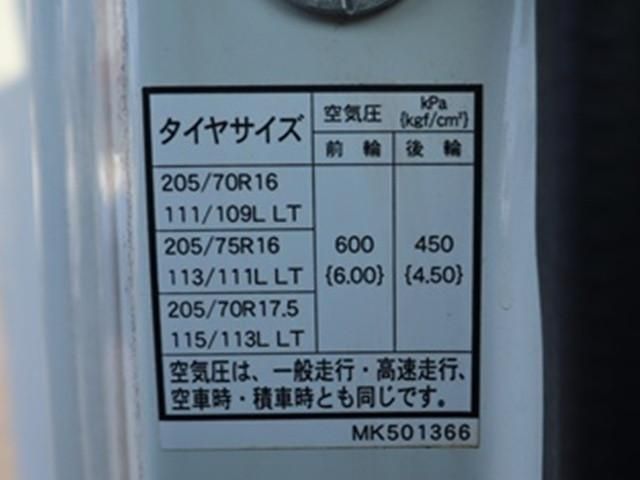 タイヤサイズ
空気圧 kPa
{kgf/cm²}
前輪 後輪
205/70R16
111/109L LT
205/75R16
113/111L LT
205/70R17.5
115/113L LT
600 450
{6.00} {4.50}
空気圧は、一般走行・高速走行、
空車時・積車時とも同じです。
MK501366